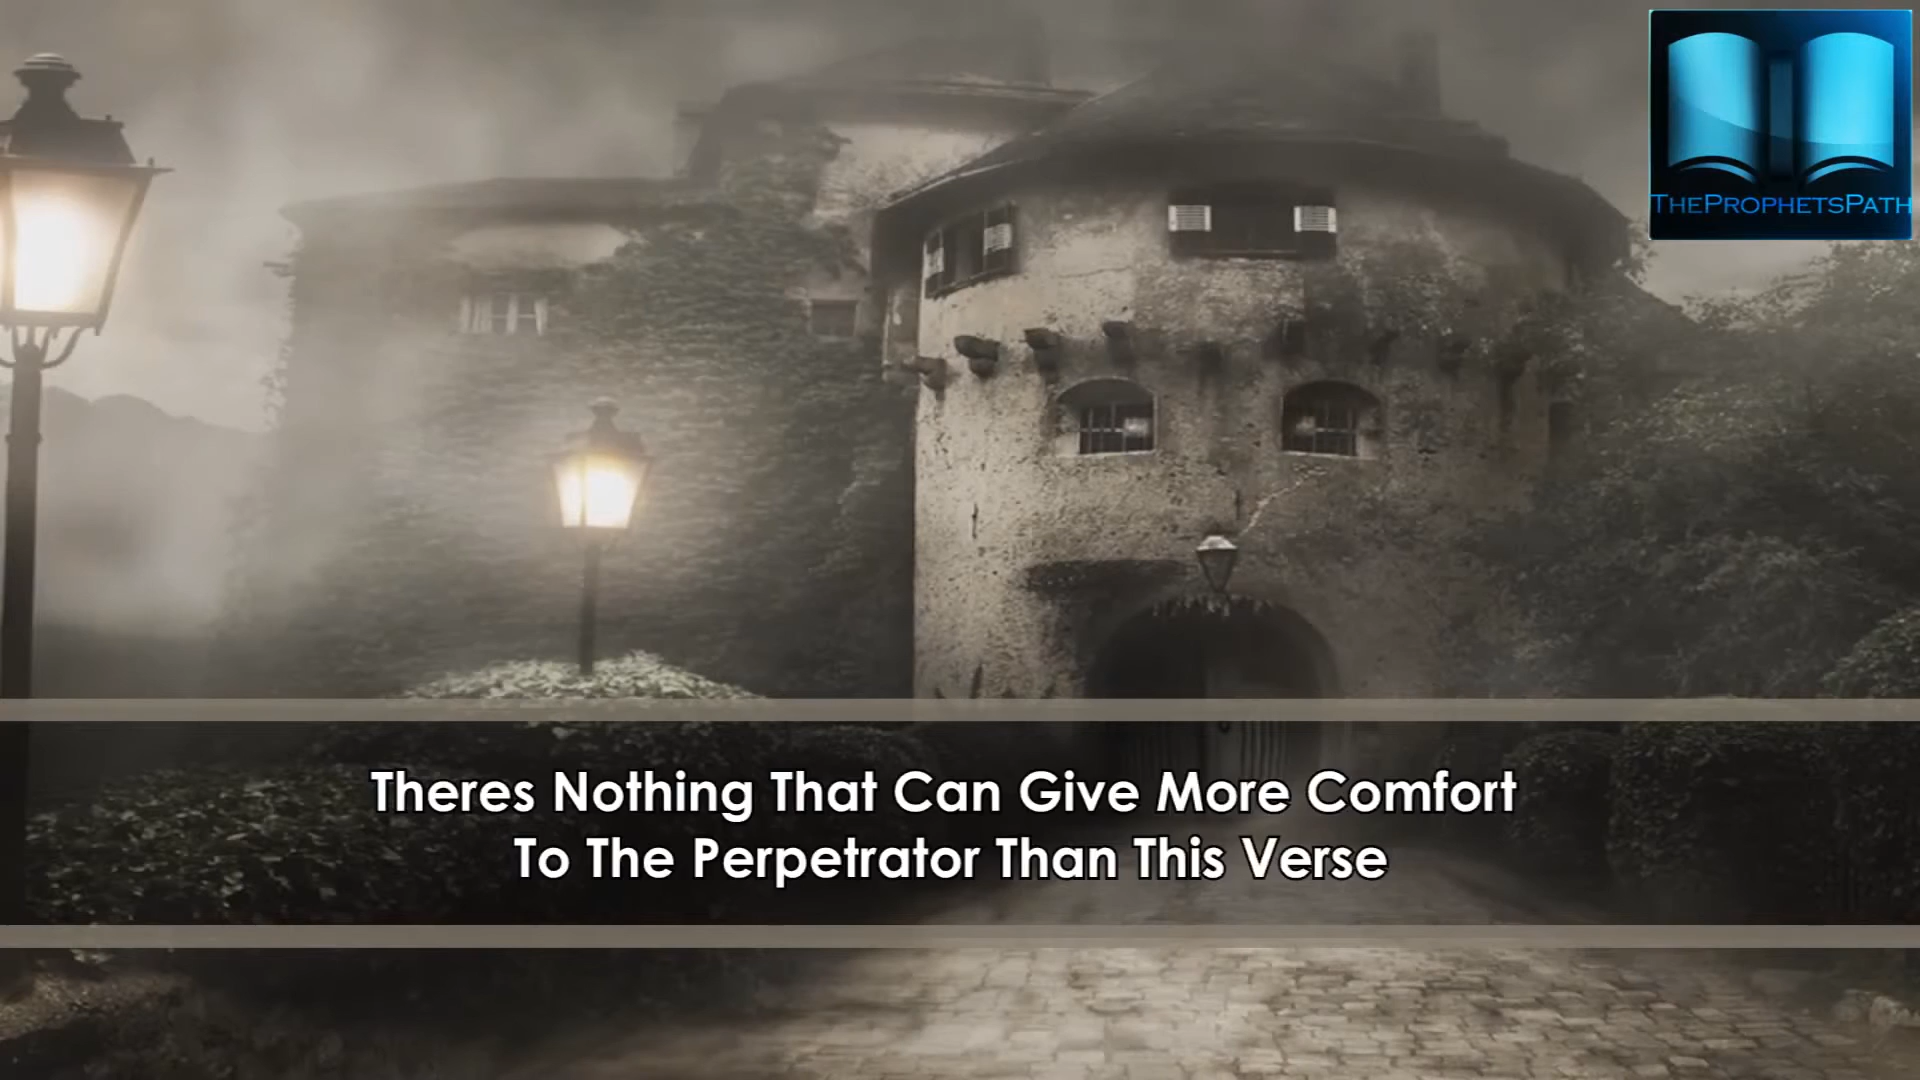 TheProphetsPath
Theres Nothing That Can Give More Comfort
To The Perpetrator Than This Verse